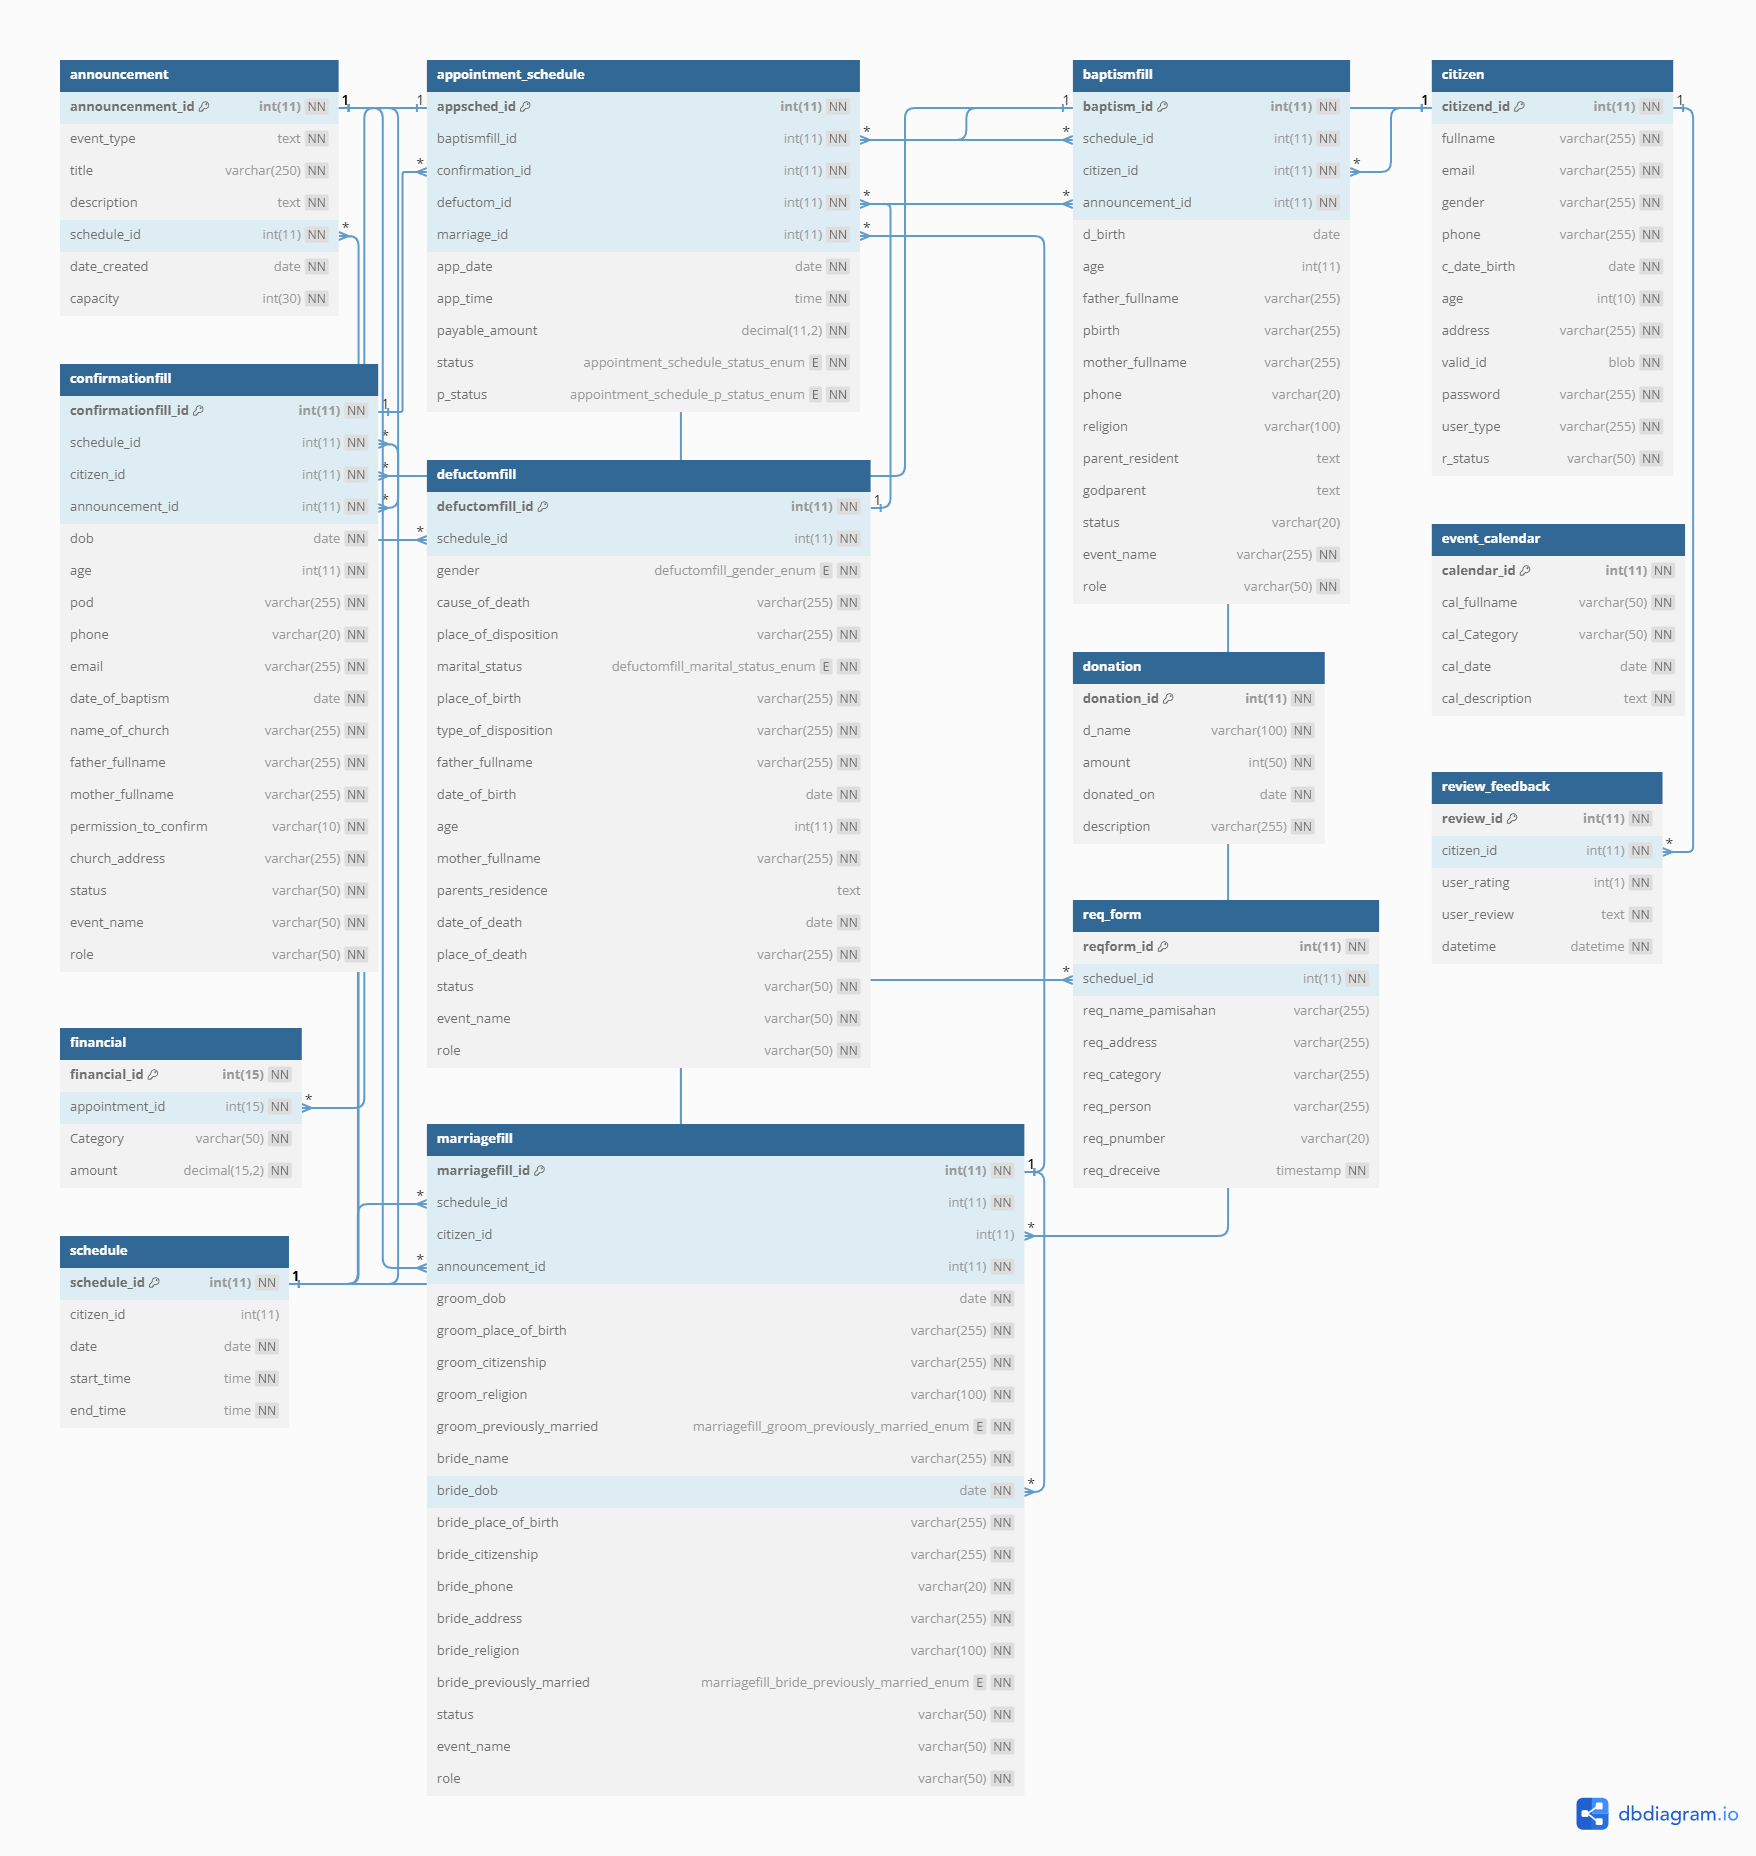 announcement
announcenment_id int(11) NN
event_type text NN
title varchar(250) NN
description text NN
schedule_id int(11) NN
date_created date NN
capacity int(30) NN
1
*
confirmationfill
confirmationfill_id int(11) NN
schedule_id int(11) NN
citizen_id int(11) NN
announcement_id int(11) NN
dob date NN
age int(11) NN
pod varchar(255) NN
phone varchar(20) NN
email varchar(255) NN
date_of_baptism date NN
name_of_church varchar(255) NN
father_fullname varchar(255) NN
mother_fullname varchar(255) NN
permission_to_confirm varchar(10) NN
church_address varchar(255) NN
status varchar(50) NN
event_name varchar(50) NN
role varchar(50) NN
1
*
*
*
financial
financial_id int(15) NN
appointment_id int(15) NN
Category varchar(50) NN
amount decimal(15,2) NN
*
schedule
schedule_id int(11) NN
citizen_id int(11)
date date NN
start_time time NN
end_time time NN
1
appointment_schedule
appsched_id int(11) NN
baptismfill_id int(11) NN
confirmation_id int(11) NN
defuctom_id int(11) NN
marriage_id int(11) NN
app_date date NN
app_time time NN
payable_amount decimal(11,2) NN
status appointment_schedule_status_enum E NN
p_status appointment_schedule_p_status_enum E NN
1
*
*
*
*
defuctomfill
defuctomfill_id int(11) NN
schedule_id int(11) NN
gender defuctomfill_gender_enum E NN
cause_of_death varchar(255) NN
place_of_disposition varchar(255) NN
marital_status defuctomfill_marital_status_enum E NN
place_of_birth varchar(255) NN
type_of_disposition varchar(255) NN
father_fullname varchar(255) NN
date_of_birth date NN
age int(11) NN
mother_fullname varchar(255) NN
parents_residence text
date_of_death date NN
place_of_death varchar(255) NN
status varchar(50) NN
event_name varchar(50) NN
role varchar(50) NN
1
*
marriagefill
marriagefill_id int(11) NN
schedule_id int(11) NN
citizen_id int(11)
announcement_id int(11) NN
groom_dob date NN
groom_place_of_birth varchar(255) NN
groom_citizenship varchar(255) NN
groom_religion varchar(100) NN
groom_previously_married marriagefill_groom_previously_married_enum E NN
bride_name varchar(255) NN
bride_dob date NN
bride_place_of_birth varchar(255) NN
bride_citizenship varchar(255) NN
bride_phone varchar(20) NN
bride_address varchar(255) NN
bride_religion varchar(100) NN
bride_previously_married marriagefill_bride_previously_married_enum E NN
status varchar(50) NN
event_name varchar(50) NN
role varchar(50) NN
1
*
*
*
*
baptismfill
baptism_id int(11) NN
schedule_id int(11) NN
citizen_id int(11) NN
announcement_id int(11) NN
d_birth date
age int(11)
father_fullname varchar(255)
pbirth varchar(255)
mother_fullname varchar(255)
phone varchar(20)
religion varchar(100)
parent_resident text
godparent text
status varchar(20)
event_name varchar(255) NN
role varchar(50) NN
1
*
*
*
donation
donation_id int(11) NN
d_name varchar(100) NN
amount int(50) NN
donated_on date NN
description varchar(255) NN
req_form
reqform_id int(11) NN
scheduel_id int(11) NN
req_name_pamisahan varchar(255)
req_address varchar(255)
req_category varchar(255)
req_person varchar(255)
req_pnumber varchar(20)
req_dreceive timestamp NN
*
citizen
citizend_id int(11) NN
fullname varchar(255) NN
email varchar(255) NN
gender varchar(255) NN
phone varchar(255) NN
c_date_birth date NN
age int(10) NN
address varchar(255) NN
valid_id blob NN
password varchar(255) NN
user_type varchar(255) NN
r_status varchar(50) NN
1
1
event_calendar
calendar_id int(11) NN
cal_fullname varchar(50) NN
cal_Category varchar(50) NN
cal_date date NN
cal_description text NN
review_feedback
review_id int(11) NN
citizen_id int(11) NN
user_rating int(1) NN
user_review text NN
datetime datetime NN
*
dbdiagram.io